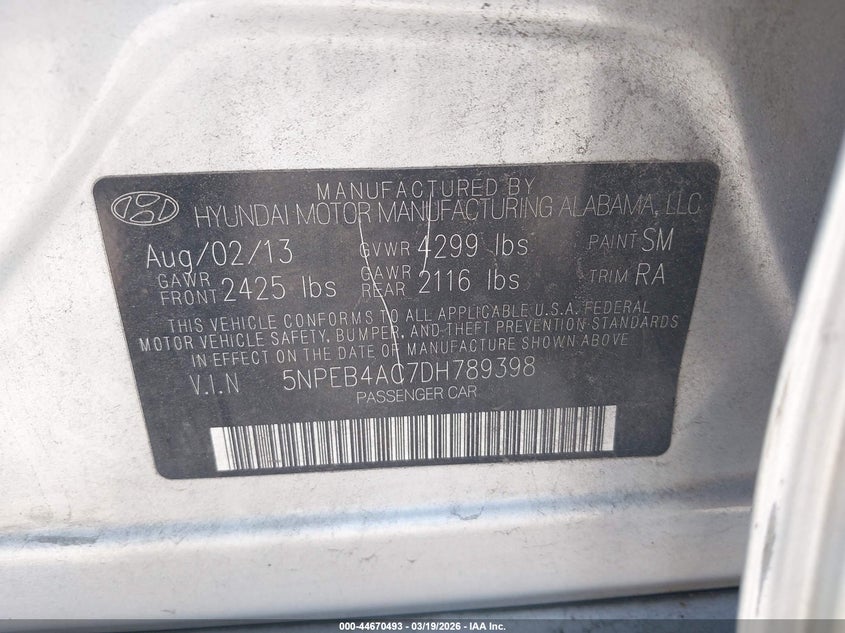 MANUFACTURED BY
HYUNDAI MOTOR MANUFACTURING ALABAMA, LLC
Aug/02/13 GVWR 4299 lbs PAINT SM
GAWR FRONT 2425 lbs GAWR REAR 2116 lbs TRIM RA
THIS VEHICLE CONFORMS TO ALL APPLICABLE U.S.A. FEDERAL
MOTOR VEHICLE SAFETY, BUMPER, AND THEFT PREVENTION STANDARDS
IN EFFECT ON THE DATE OF MANUFACTURE SHOWN ABOVE
V.I.N 5NPEB4AC7DH789398
PASSENGER CAR
000-44670493 - 03/19/2026 - IAA Inc.